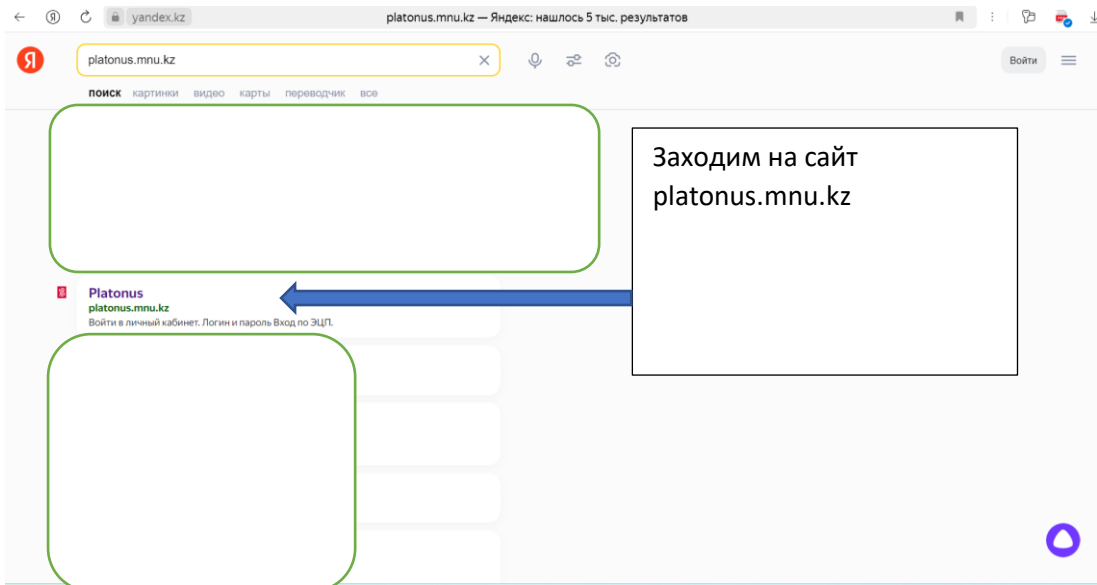 yandex.kz
platonus.mnu.kz — Яндекс: нашлось 5 тыс. результатов
Я
platonus.mnu.kz
Войти
поиск картинки видео карты переводчик все
Заходим на сайт
platonus.mnu.kz
Platonus
platonus.mnu.kz
Войти в личный кабинет. Логин и пароль Вход по ЭЦП.